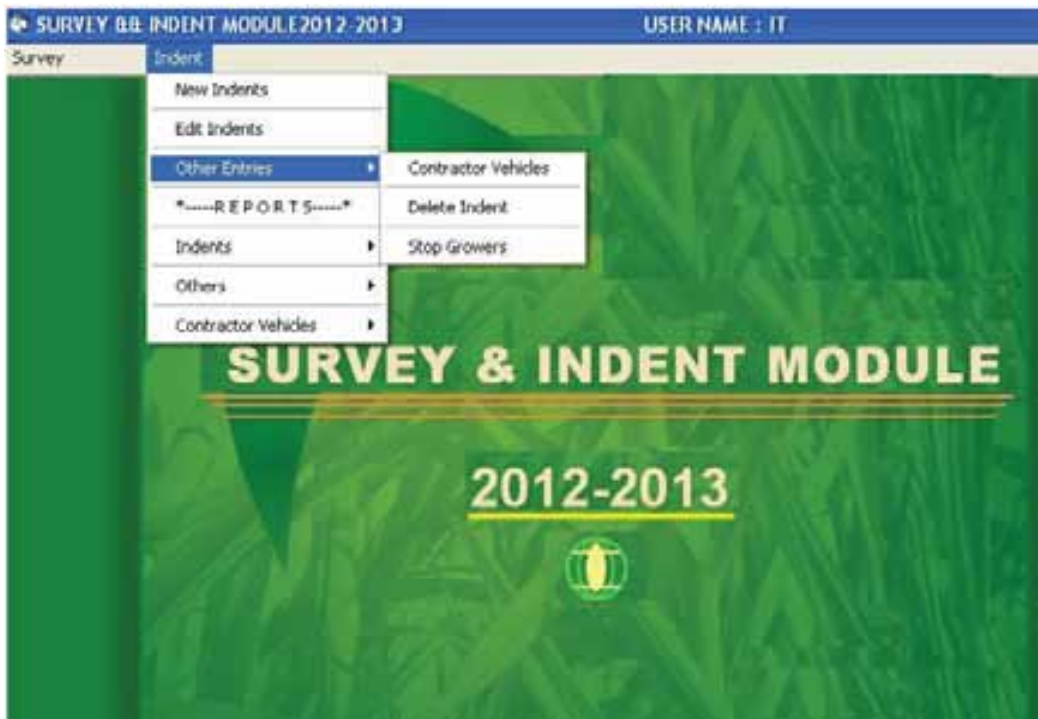 SURVEY && INDENT MODULE2012-2013 USER NAME : IT
Survey Indent
New Indents
Edit Indents
Other Entries Contractor Vehicles
*-----R E P O R T S-----* Delete Indent
Indents Stop Growers
Others
Contractor Vehicles
SURVEY & INDENT MODULE
2012-2013